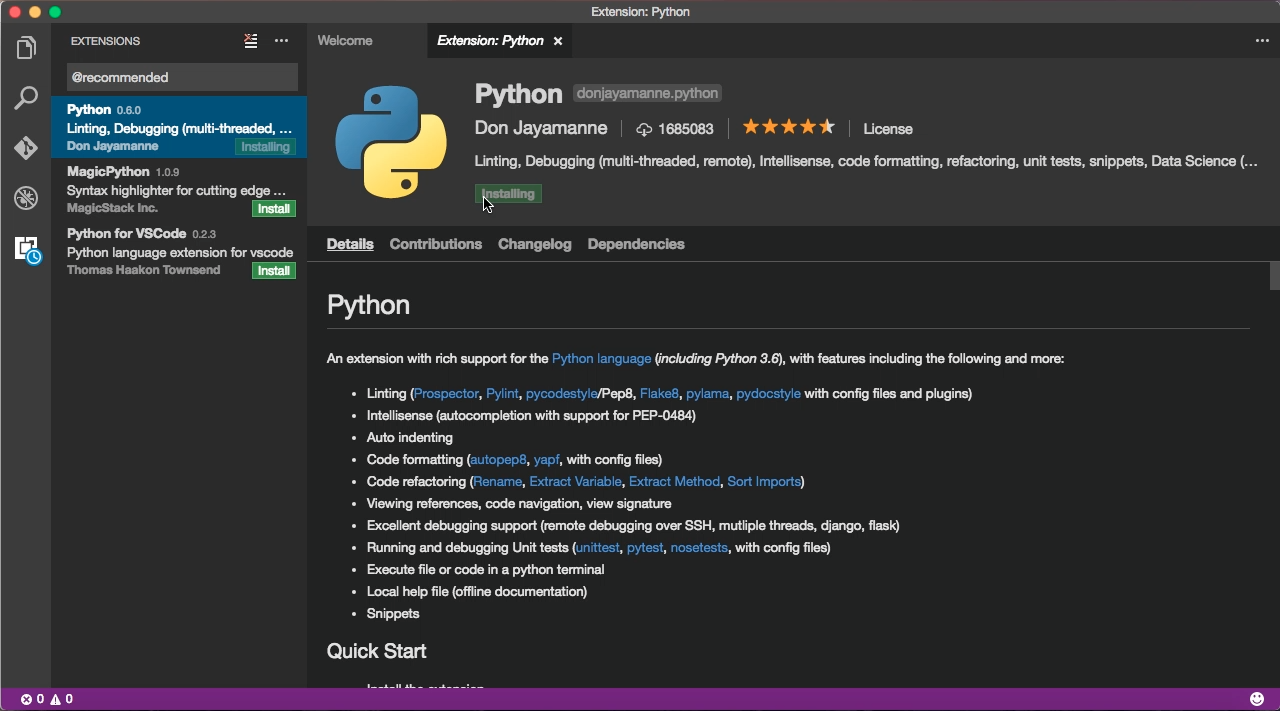 Extension: Python
EXTENSIONS
@recommended
Python 0.6.0
Linting, Debugging (multi-threaded, ...
Don Jayamanne Installing
MagicPython 1.0.9
Syntax highlighter for cutting edge ...
MagicStack Inc. Install
Python for VSCode 0.2.3
Python language extension for vscode
Thomas Haakon Townsend Install
Welcome Extension: Python
Python donjayamanne.python
Don Jayamanne 1685083 License
Linting, Debugging (multi-threaded, remote), Intellisense, code formatting, refactoring, unit tests, snippets, Data Science (...
Installing
Details Contributions Changelog Dependencies
Python
An extension with rich support for the Python language (including Python 3.6), with features including the following and more:
• Linting (Prospector, Pylint, pycodestyle/Pep8, Flake8, pylama, pydocstyle with config files and plugins)
• Intellisense (autocompletion with support for PEP-0484)
• Auto indenting
• Code formatting (autopep8, yapf, with config files)
• Code refactoring (Rename, Extract Variable, Extract Method, Sort Imports)
• Viewing references, code navigation, view signature
• Excellent debugging support (remote debugging over SSH, mutliple threads, django, flask)
• Running and debugging Unit tests (unittest, pytest, nosetests, with config files)
• Execute file or code in a python terminal
• Local help file (offline documentation)
• Snippets
Quick Start
Install the extension
0 0